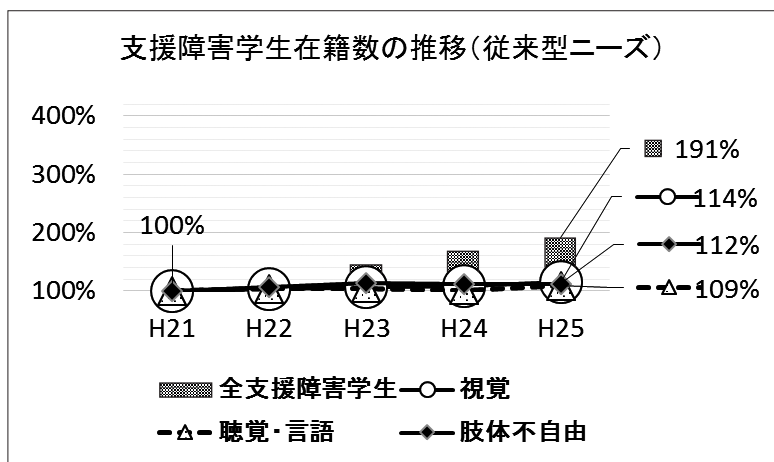 支援障害学生在籍数の推移(従来型ニーズ)
400%
300%
200%
100%
100%
191%
114%
112%
109%
H21 H22 H23 H24 H25
全支援障害学生 視覚
聴覚・言語 肢体不自由